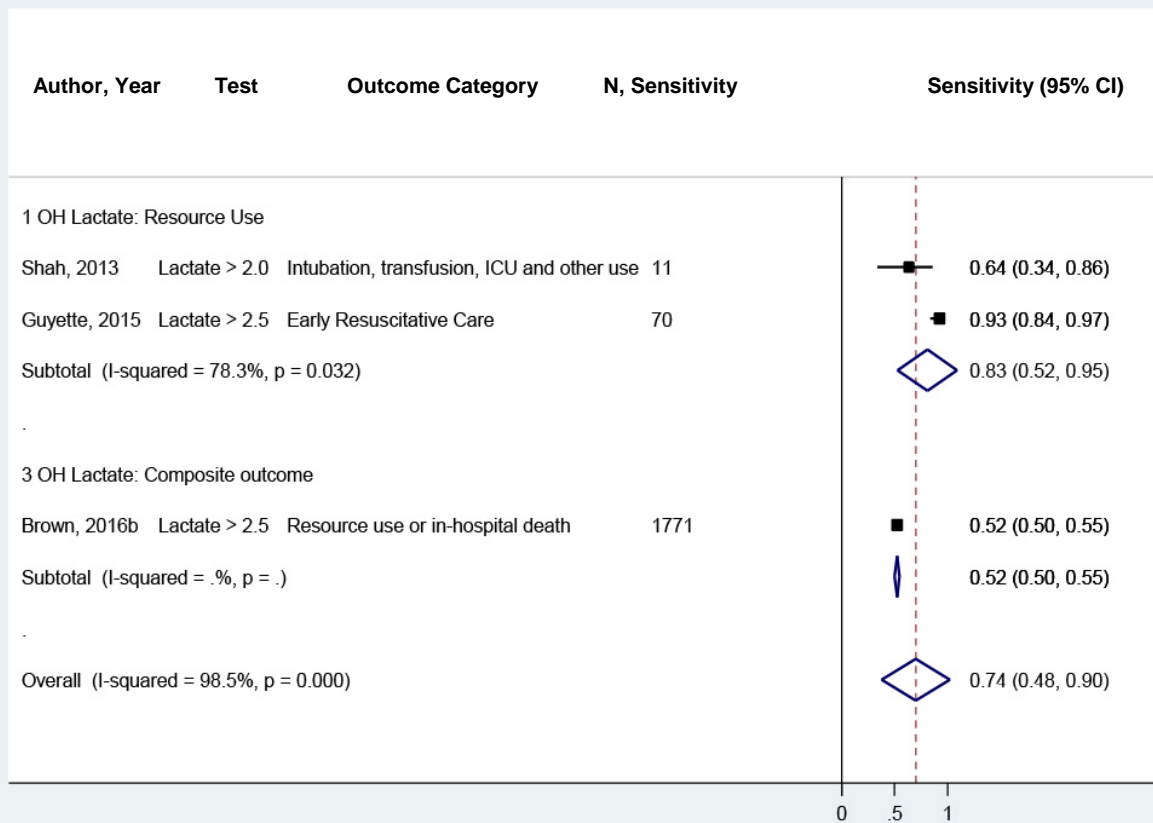 Author, Year Test Outcome Category N, Sensitivity Sensitivity (95% CI)
1 OH Lactate: Resource Use
Shah, 2013 Lactate > 2.0 Intubation, transfusion, ICU and other use 11 0.64 (0.34, 0.86)
Guyette, 2015 Lactate > 2.5 Early Resuscitative Care 70 0.93 (0.84, 0.97)
Subtotal (I-squared = 78.3%, p = 0.032) 0.83 (0.52, 0.95)
.
3 OH Lactate: Composite outcome
Brown, 2016b Lactate > 2.5 Resource use or in-hospital death 1771 0.52 (0.50, 0.55)
Subtotal (I-squared = .%, p = .) 0.52 (0.50, 0.55)
.
Overall (I-squared = 98.5%, p = 0.000) 0.74 (0.48, 0.90)
0 .5 1